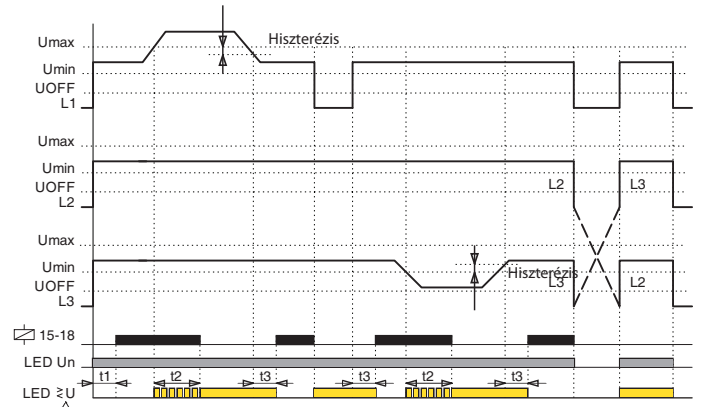 Hiszterézis
Umax
Umin
UOFF
L1
Umax
Umin
UOFF
L2
L2 L3
Umax
Umin
Hiszterézis
UOFF
L3 L2
L3
15-18
LED Un
t1 t2 t3 t3 t2 t3
LED ≷U